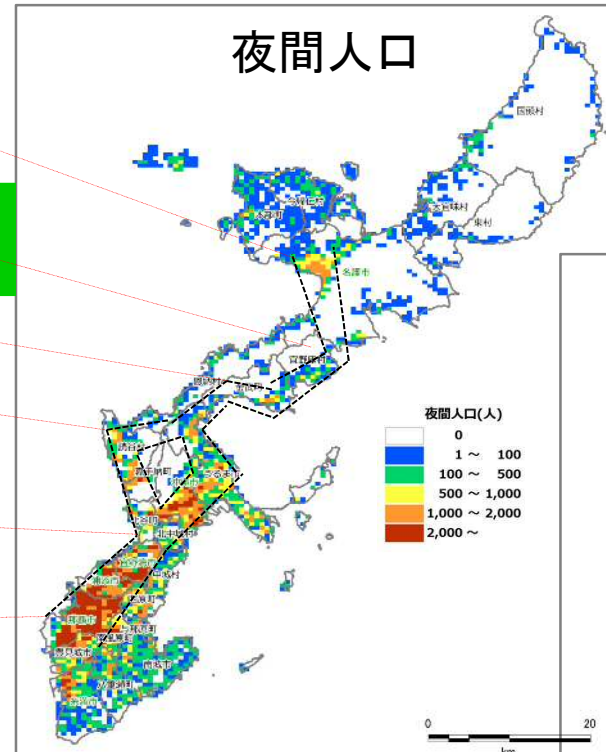 夜間人口
国頭村
今帰仁村
大宜味村
本部町
東村
名護市
宜野座村
恩納村
金武町
読谷村
嘉手納町
うるま市
沖縄市
北谷町
北中城村
宜野湾市
中城村
浦添市
西原町
那覇市
与那原町
南風原町
豊見城市
南城市
八重瀬町
糸満市
夜間人口(人)
0
1 ～ 100
100 ～ 500
500 ～ 1,000
1,000 ～ 2,000
2,000 ～
0 20
km